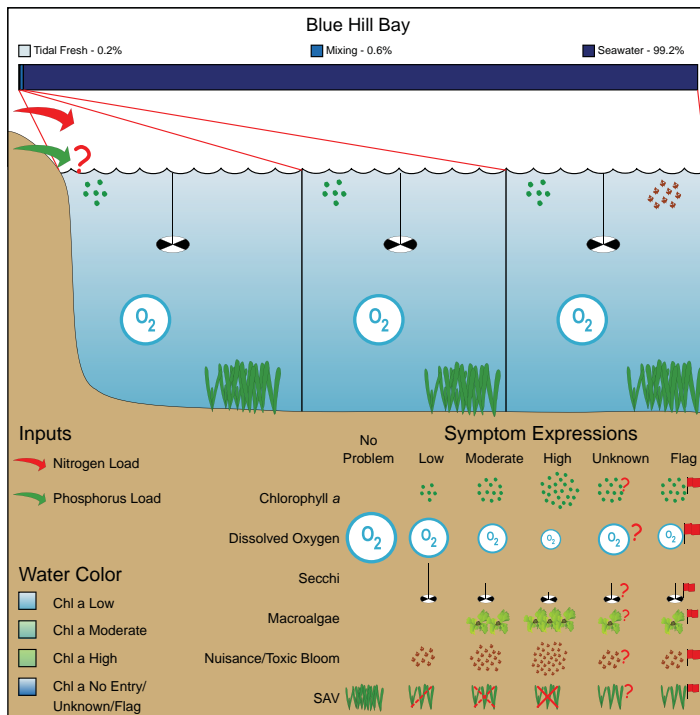 Blue Hill Bay
Tidal Fresh - 0.2%
Mixing - 0.6%
Seawater - 99.2%
?
O2
O2
O2
Inputs
Nitrogen Load
Phosphorus Load
Water Color
Chl a Low
Chl a Moderate
Chl a High
Chl a No Entry/
Unknown/Flag
Symptom Expressions
No
Problem
Low
Moderate
High
Unknown
Flag
Chlorophyll a
?
Dissolved Oxygen
O2
O2
O2
O2
O2
?
O2
Secchi
?
Macroalgae
?
Nuisance/Toxic Bloom
?
SAV
?